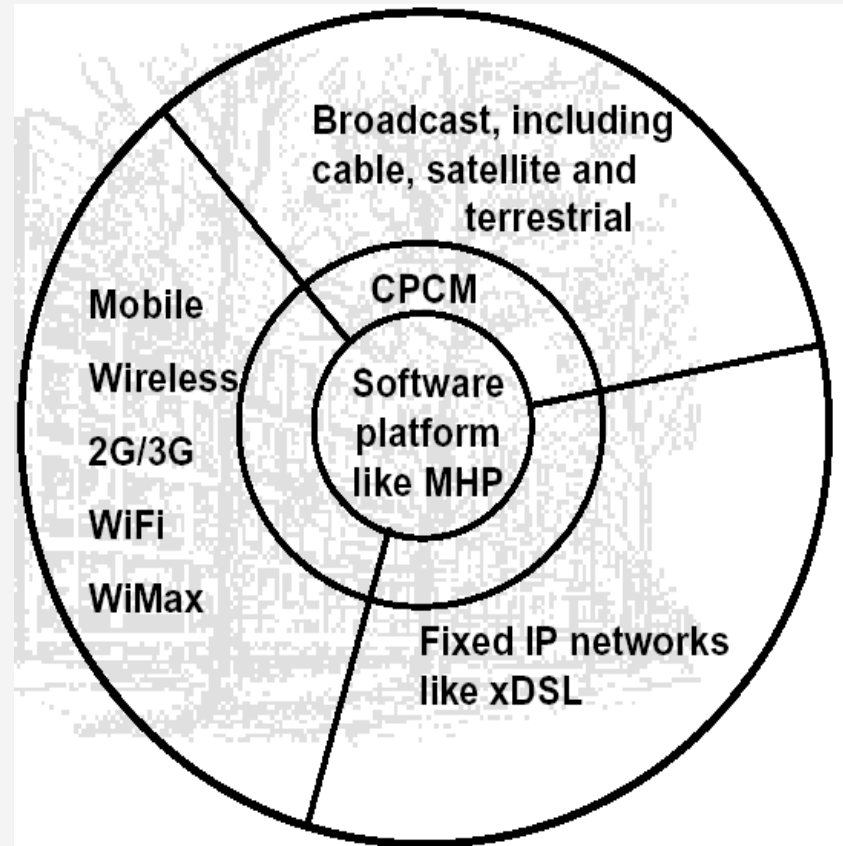 Broadcast, including
cable, satellite and
terrestrial
CPCM
Mobile
Wireless
2G/3G
WiFi
WiMax
Software
platform
like MHP
Fixed IP networks
like xDSL